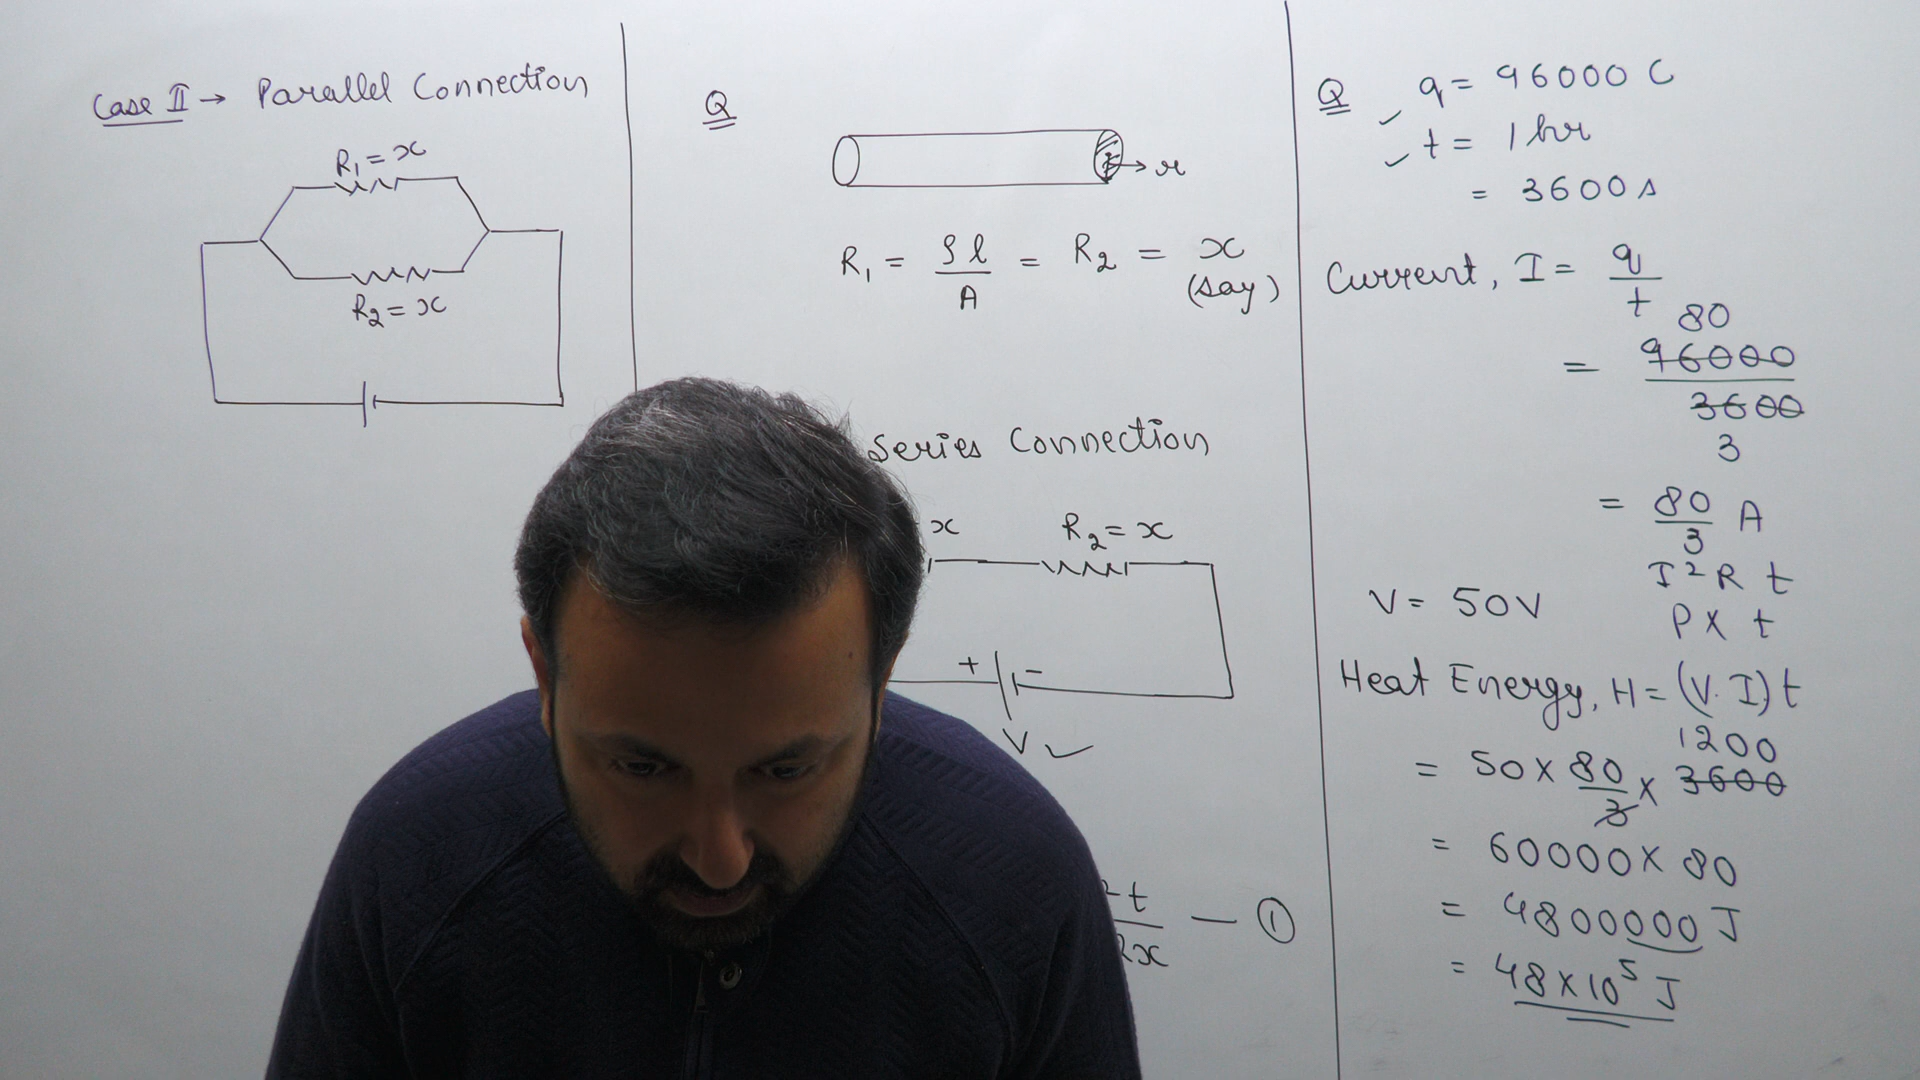 Case II → Parallel Connection
R₁ = x
R₂ = x
Q
→ r
R₁ = ρl/A = R₂ = x
(say)
Series Connection
x
R₂ = x
+ -
V ✓
t
2x
— ①
Q ✓ q = 96000 C
✓ t = 1 hr
= 3600 s
Current, I = q/t
80
= 96000/3600
3
= 80/3 A
I² R t
V = 50V
P X t
Heat Energy, H = (V. I) t
1200
= 50 x 80/3 x 3600
= 60000 X 80
= 4800000 J
= 48 x 10⁵ J